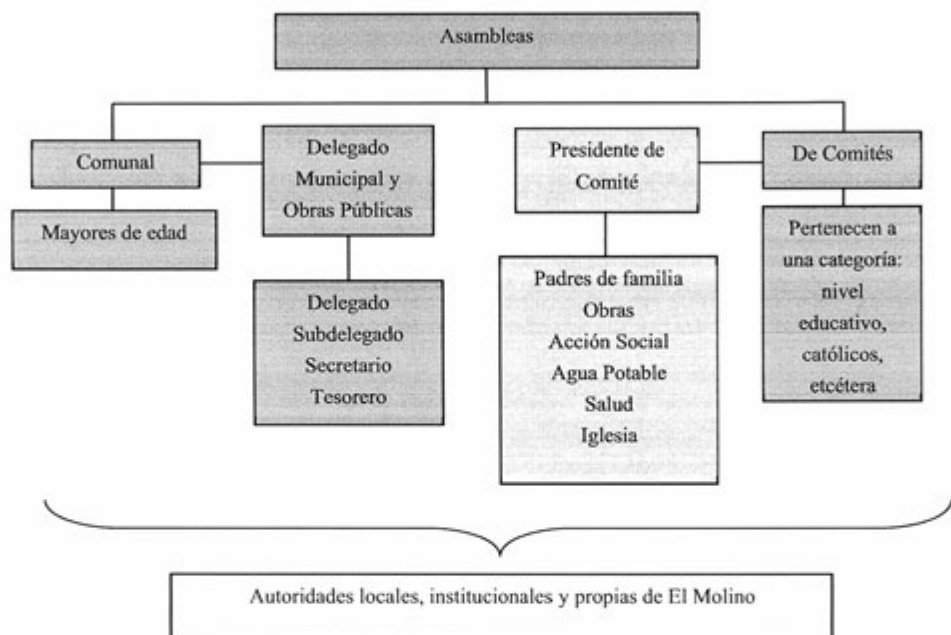 Asambleas
Comunal
Mayores de edad
Delegado
Municipal y
Obras Públicas
Delegado
Subdelegado
Secretario
Tesorero
Presidente de
Comité
Padres de familia
Obras
Acción Social
Agua Potable
Salud
Iglesia
De Comités
Pertenecen a
una categoría:
nivel
educativo,
católicos,
etcétera
Autoridades locales, institucionales y propias de El Molino